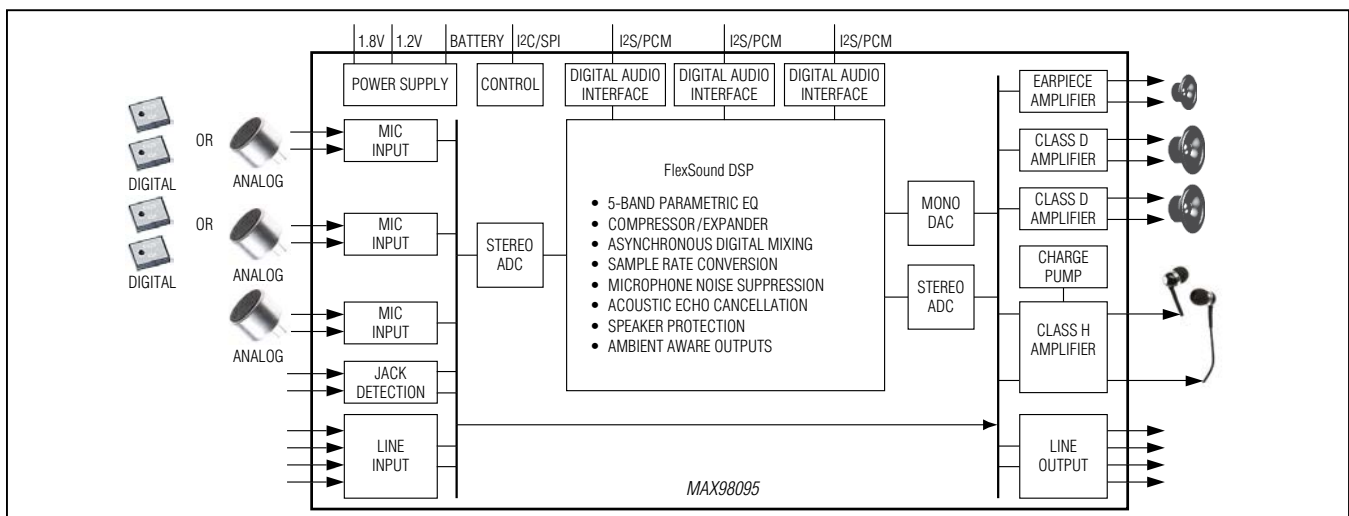 1.8V 1.2V BATTERY I²C/SPI I²S/PCM I²S/PCM I²S/PCM
POWER SUPPLY
CONTROL
DIGITAL AUDIO
INTERFACE
DIGITAL AUDIO
INTERFACE
DIGITAL AUDIO
INTERFACE
OR
DIGITAL
ANALOG
MIC
INPUT
OR
DIGITAL
ANALOG
MIC
INPUT
ANALOG
MIC
INPUT
JACK
DETECTION
LINE
INPUT
STEREO
ADC
FlexSound DSP
• 5-BAND PARAMETRIC EQ
• COMPRESSOR/EXPANDER
• ASYNCHRONOUS DIGITAL MIXING
• SAMPLE RATE CONVERSION
• MICROPHONE NOISE SUPPRESSION
• ACOUSTIC ECHO CANCELLATION
• SPEAKER PROTECTION
• AMBIENT AWARE OUTPUTS
MONO
DAC
STEREO
ADC
EARPIECE
AMPLIFIER
CLASS D
AMPLIFIER
CLASS D
AMPLIFIER
CHARGE
PUMP
CLASS H
AMPLIFIER
LINE
OUTPUT
MAX98095